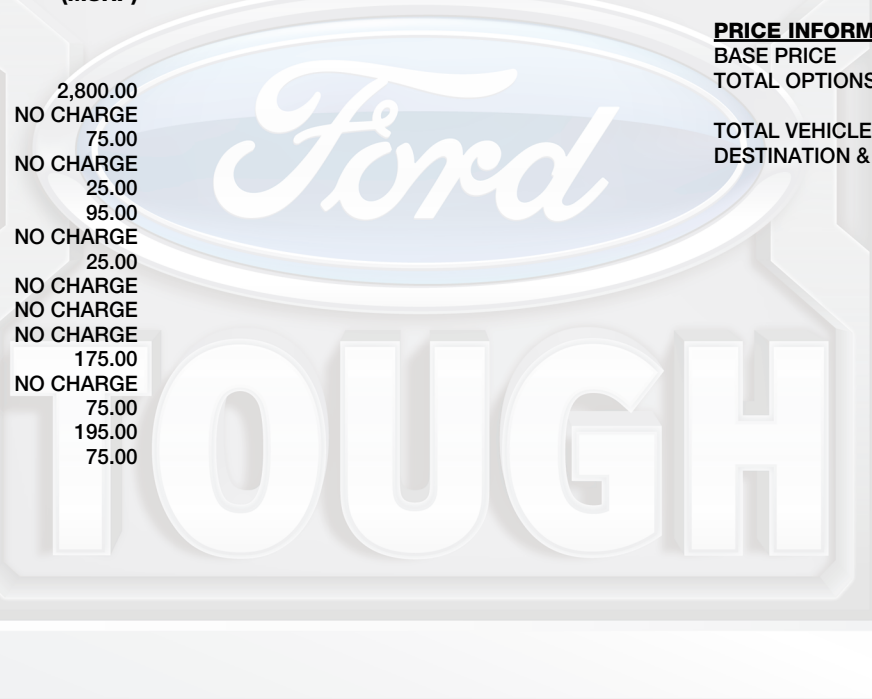 (MSRP)
2,800.00
NO CHARGE
75.00
NO CHARGE
25.00
95.00
NO CHARGE
25.00
NO CHARGE
NO CHARGE
NO CHARGE
175.00
NO CHARGE
75.00
195.00
75.00
PRICE INFORM
BASE PRICE
TOTAL OPTIONS
TOTAL VEHICLE
DESTINATION &
Ford
TOUGH